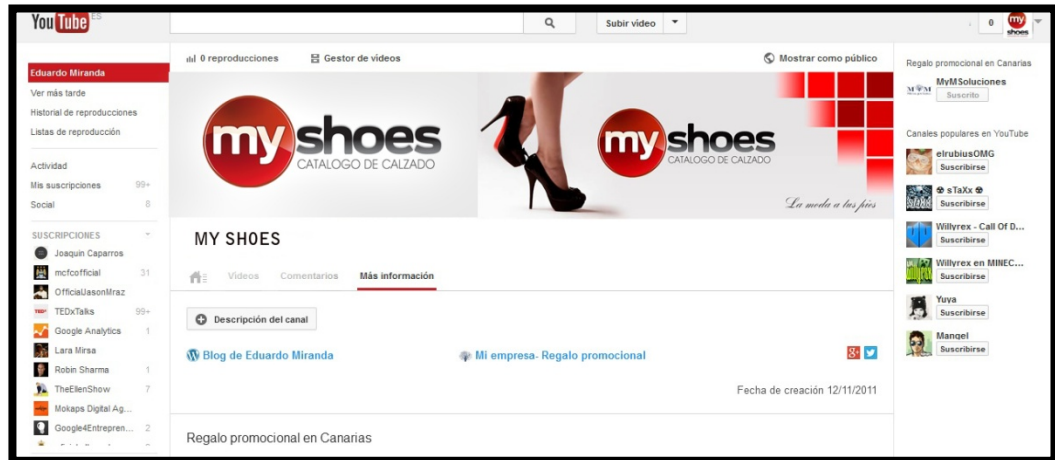 YouTube ES
Subir video
0
my shoes
Eduardo Miranda
Ver más tarde
Historial de reproducciones
Listas de reproducción
Actividad
Mis suscripciones 99+
Social 8
SUSCRIPCIONES
Joaquin Caparros
mcfcofficial 31
OfficialJasonMraz
TEDxTalks 99+
Google Analytics 1
Lara Mirsa
Robin Sharma 1
TheEllenShow 7
Mokaps Digital Ag...
Google4Entrepren... 2
0 reproducciones Gestor de videos Mostrar como público
my shoes
CATALOGO DE CALZADO
my shoes
CATALOGO DE CALZADO
La moda a tus pies
MY SHOES
Videos Comentarios Más información
Descripción del canal
Blog de Eduardo Miranda Mi empresa- Regalo promocional
Fecha de creación 12/11/2011
Regalo promocional en Canarias
Regalo promocional en Canarias
MyMSoluciones
Suscrito
Canales populares en YouTube
elrubiusOMG
Suscribirse
☢ sTaXx ☢
Suscribirse
Willyrex - Call Of D...
Suscribirse
Willyrex en MINEC...
Suscribirse
Yuya
Suscribirse
Mangel
Suscribirse